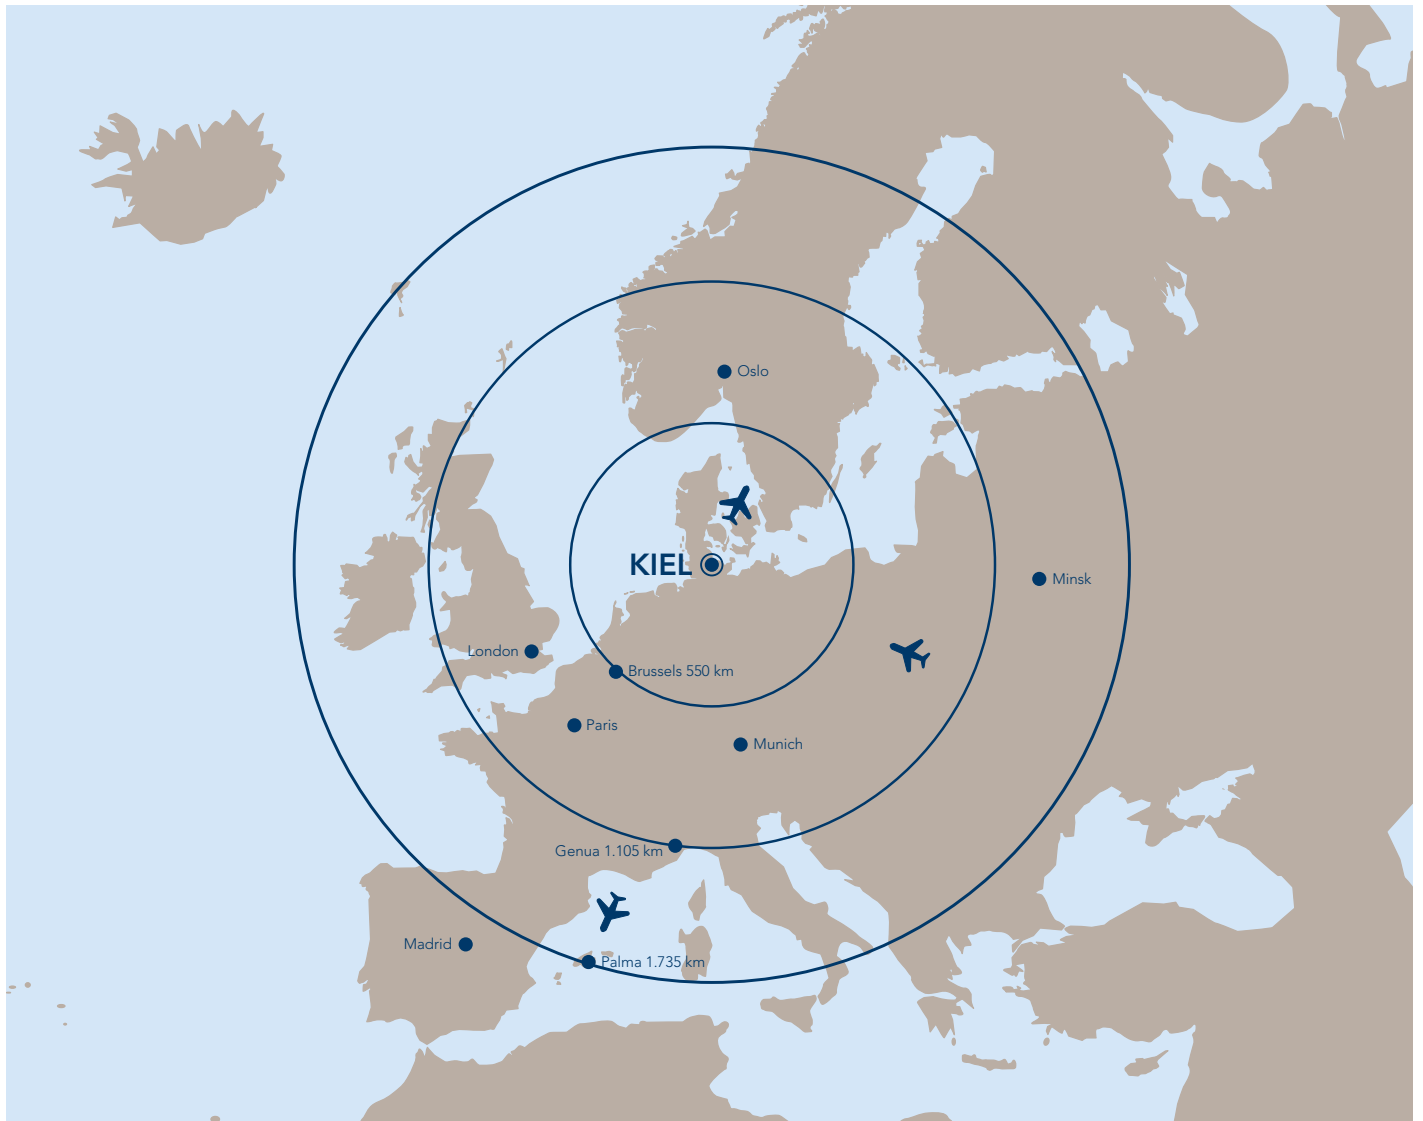 Oslo
KIEL
Minsk
London
Brussels 550 km
Paris
Munich
Genua 1.105 km
Madrid
Palma 1.735 km